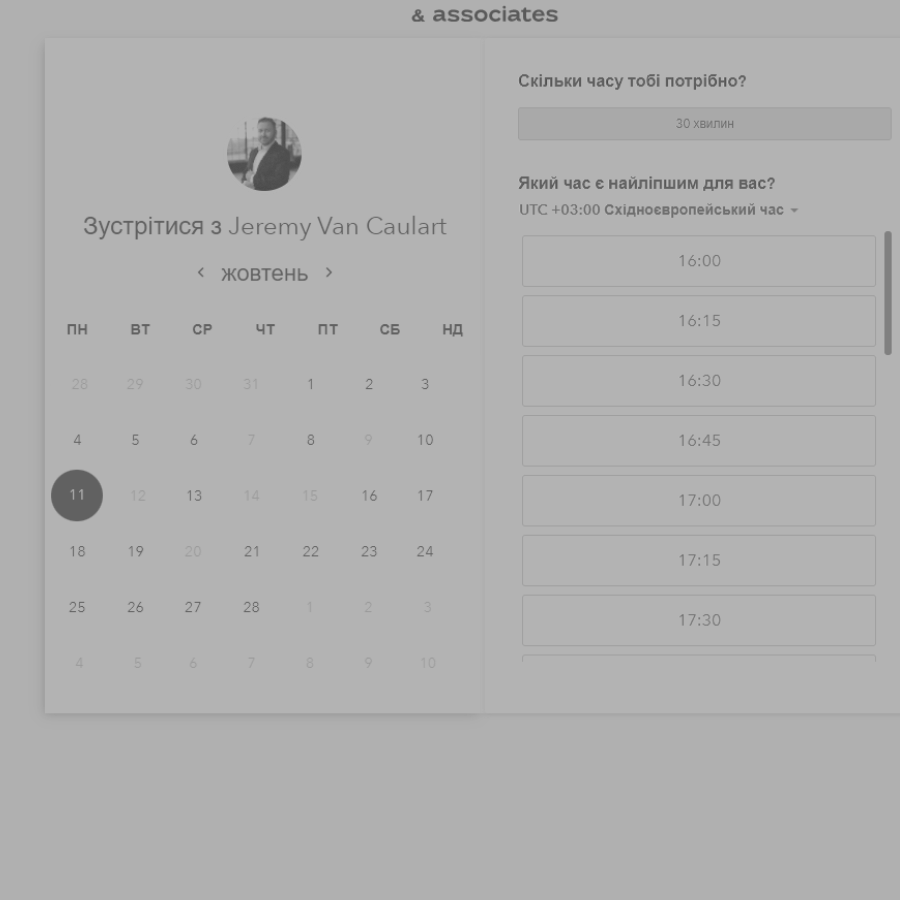 & associates
Зустрітися з Jeremy Van Caulart
жовтень
ПН ВТ СР ЧТ ПТ СБ НД
28 29 30 31 1 2 3
4 5 6 7 8 9 10
11 12 13 14 15 16 17
18 19 20 21 22 23 24
25 26 27 28 1 2 3
4 5 6 7 8 9 10
Скільки часу тобі потрібно?
30 хвилин
Який час є найліпшим для вас?
UTC +03:00 Східноєвропейський час
16:00
16:15
16:30
16:45
17:00
17:15
17:30